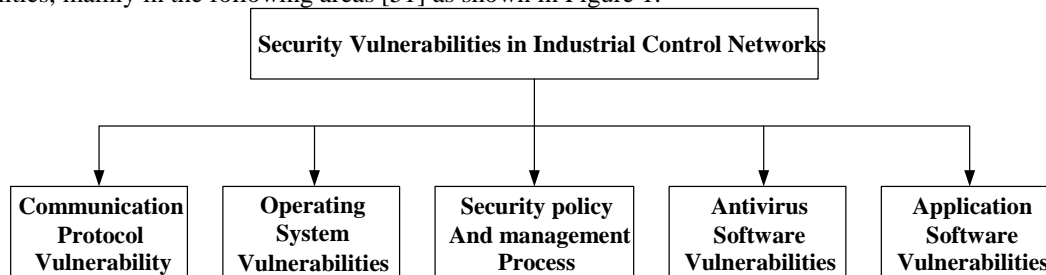 mainly in the following areas [31] as shown in Figure 1.
Security Vulnerabilities in Industrial Control Networks
Communication
Protocol
Vulnerability
Operating
System
Vulnerabilities
Security policy
And management
Process
Antivirus
Software
Vulnerabilities
Application
Software
Vulnerabilities